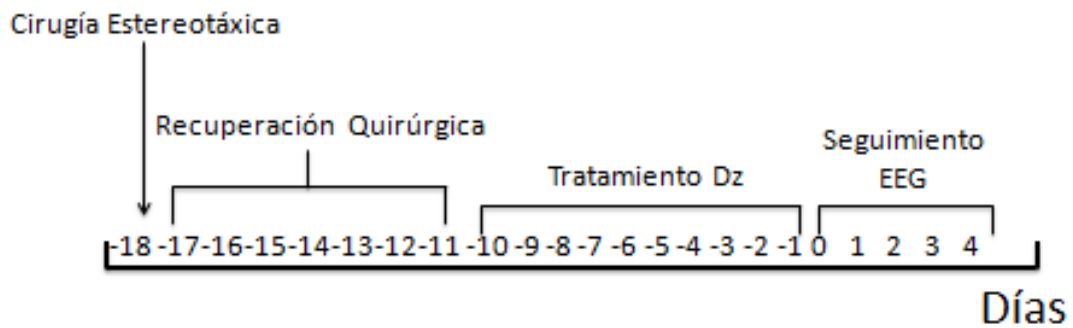 Cirugía Estereotáxica
Recuperación Quirúrgica
Tratamiento Dz
Seguimiento
EEG
-18 -17 -16 -15 -14 -13 -12 -11 -10 -9 -8 -7 -6 -5 -4 -3 -2 -1 0 1 2 3 4
Días